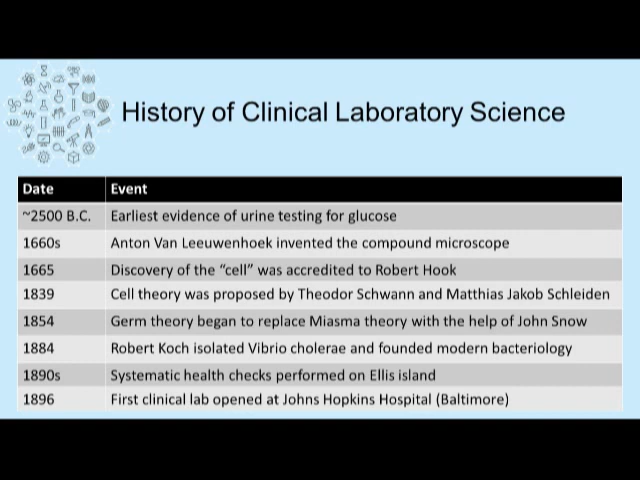 History of Clinical Laboratory Science
Date Event
~2500 B.C. Earliest evidence of urine testing for glucose
1660s Anton Van Leeuwenhoek invented the compound microscope
1665 Discovery of the “cell” was accredited to Robert Hook
1839 Cell theory was proposed by Theodor Schwann and Matthias Jakob Schleiden
1854 Germ theory began to replace Miasma theory with the help of John Snow
1884 Robert Koch isolated Vibrio cholerae and founded modern bacteriology
1890s Systematic health checks performed on Ellis island
1896 First clinical lab opened at Johns Hopkins Hospital (Baltimore)